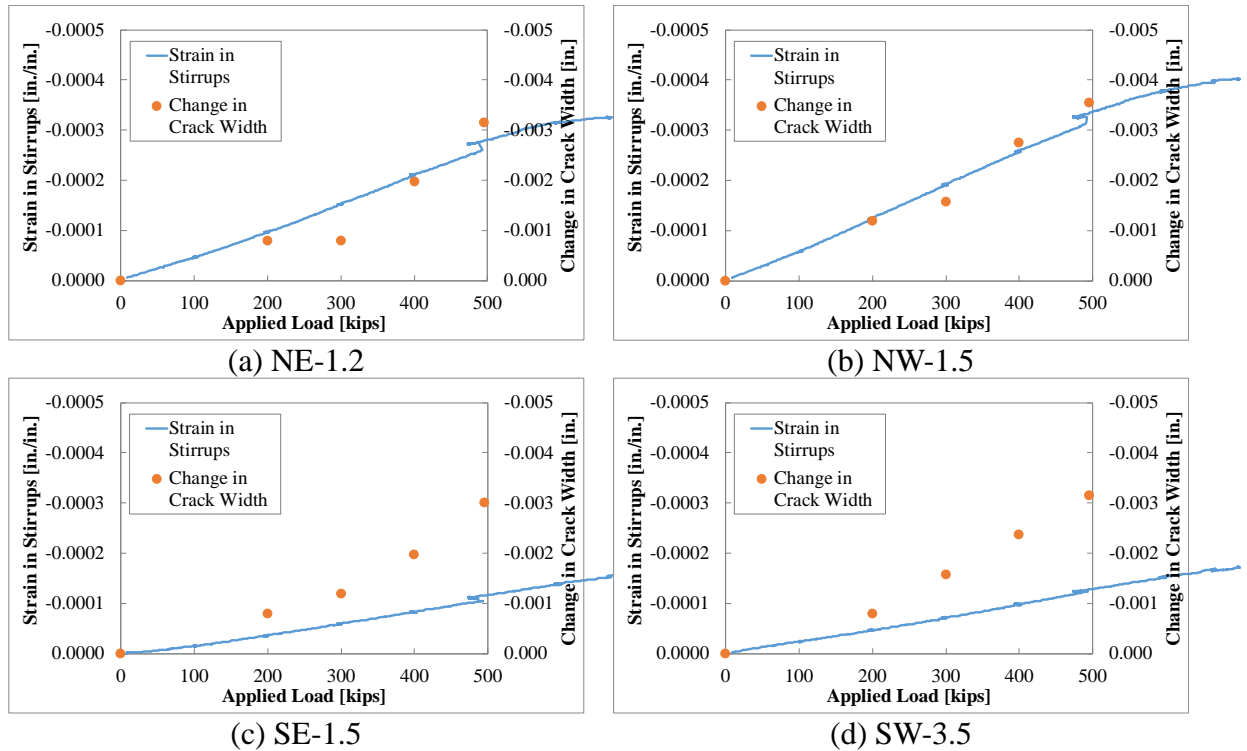 -0.0005
-0.0004
-0.0003
-0.0002
-0.0001
0.0000
Strain in Stirrups [in./in.]
Strain in
Stirrups
Change in
Crack Width
-0.005
-0.004
-0.003
-0.002
-0.001
0.000
Change in Crack Width [in.]
0 100 200 300 400 500
Applied Load [kips]
(a) NE-1.2
-0.0005
-0.0004
-0.0003
-0.0002
-0.0001
0.0000
Strain in Stirrups [in./in.]
Strain in
Stirrups
Change in
Crack Width
-0.005
-0.004
-0.003
-0.002
-0.001
0.000
Change in Crack Width [in.]
0 100 200 300 400 500
Applied Load [kips]
(b) NW-1.5
-0.0005
-0.0004
-0.0003
-0.0002
-0.0001
0.0000
Strain in Stirrups [in./in.]
Strain in
Stirrups
Change in
Crack Width
-0.005
-0.004
-0.003
-0.002
-0.001
0.000
Change in Crack Width [in.]
0 100 200 300 400 500
Applied Load [kips]
(c) SE-1.5
-0.0005
-0.0004
-0.0003
-0.0002
-0.0001
0.0000
Strain in Stirrups [in./in.]
Strain in
Stirrups
Change in
Crack Width
-0.005
-0.004
-0.003
-0.002
-0.001
0.000
Change in Crack Width [in.]
0 100 200 300 400 500
Applied Load [kips]
(d) SW-3.5